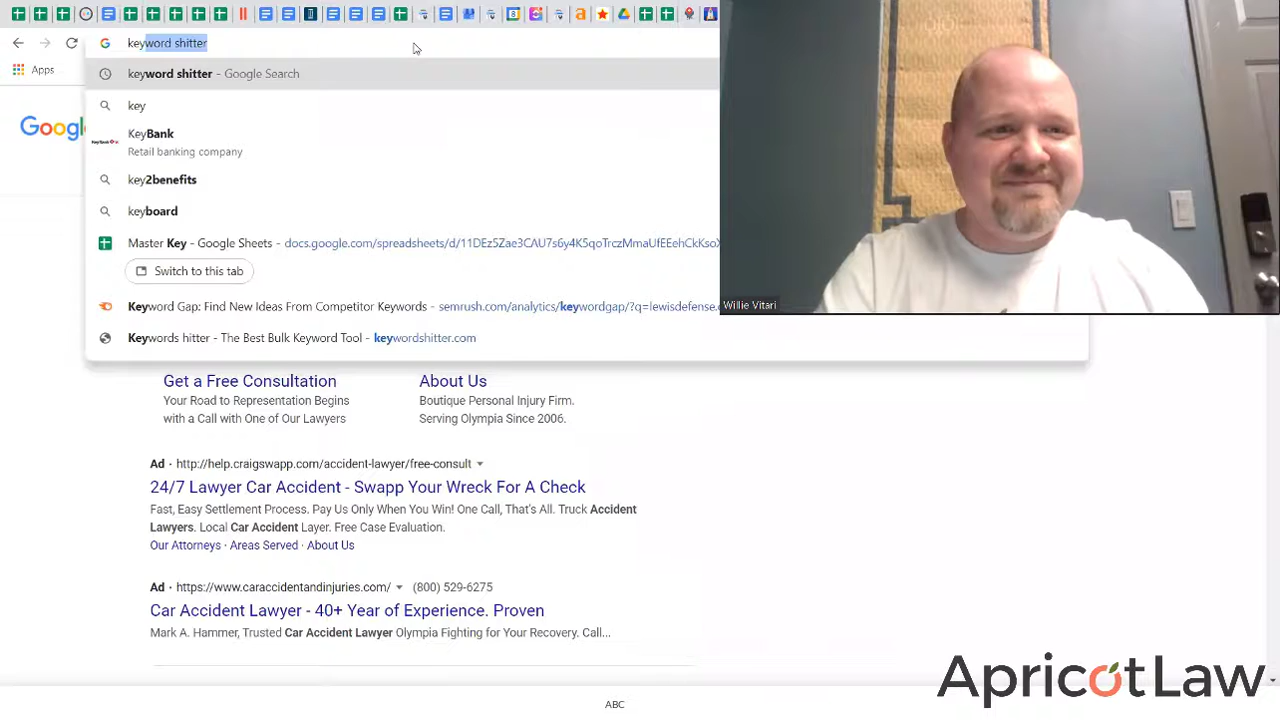 keyword shitter
Apps
keyword shitter - Google Search
key
KeyBank
Retail banking company
key2benefits
keyboard
Master Key - Google Sheets - docs.google.com/spreadsheets/d/11DEz5Zae3CAU7s6y4K5qoTrczMmaUfEEehCkKsoX
Switch to this tab
Keyword Gap: Find New Ideas From Competitor Keywords - semrush.com/analytics/keywordgap/?q=lewisdefense.c
Keywords hitter - The Best Bulk Keyword Tool - keywordshitter.com
Googl
Willie Vitari
Get a Free Consultation
About Us
Your Road to Representation Begins
Boutique Personal Injury Firm.
with a Call with One of Our Lawyers
Serving Olympia Since 2006.
Ad · http://help.craigswapp.com/accident-lawyer/free-consult
24/7 Lawyer Car Accident - Swapp Your Wreck For A Check
Fast, Easy Settlement Process. Pay Us Only When You Win! One Call, That's All. Truck Accident
Lawyers. Local Car Accident Layer. Free Case Evaluation.
Our Attorneys · Areas Served · About Us
Ad · https://www.caraccidentandinjuries.com/ (800) 529-6275
Car Accident Lawyer - 40+ Year of Experience. Proven
Mark A. Hammer, Trusted Car Accident Lawyer Olympia Fighting for Your Recovery. Call...
ApricotLaw
ABC